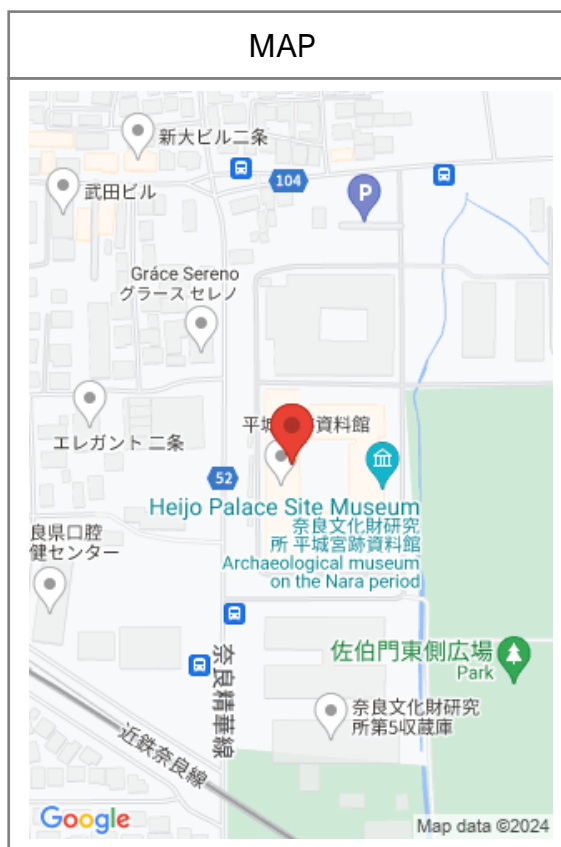 MAP
新大ビル二条
104
武田ビル
P
Gráce Sereno
グラース セレノ
平城 資料館
エレガント 二条
52
Heijo Palace Site Museum
奈良文化財研究
所 平城宮跡資料館
Archaeological museum
on the Nara period
良県口腔
健センター
佐伯門東側広場
Park
奈良精華線
奈良文化財研究
所第5収蔵庫
近鉄奈良線
Google
Map data ©2024